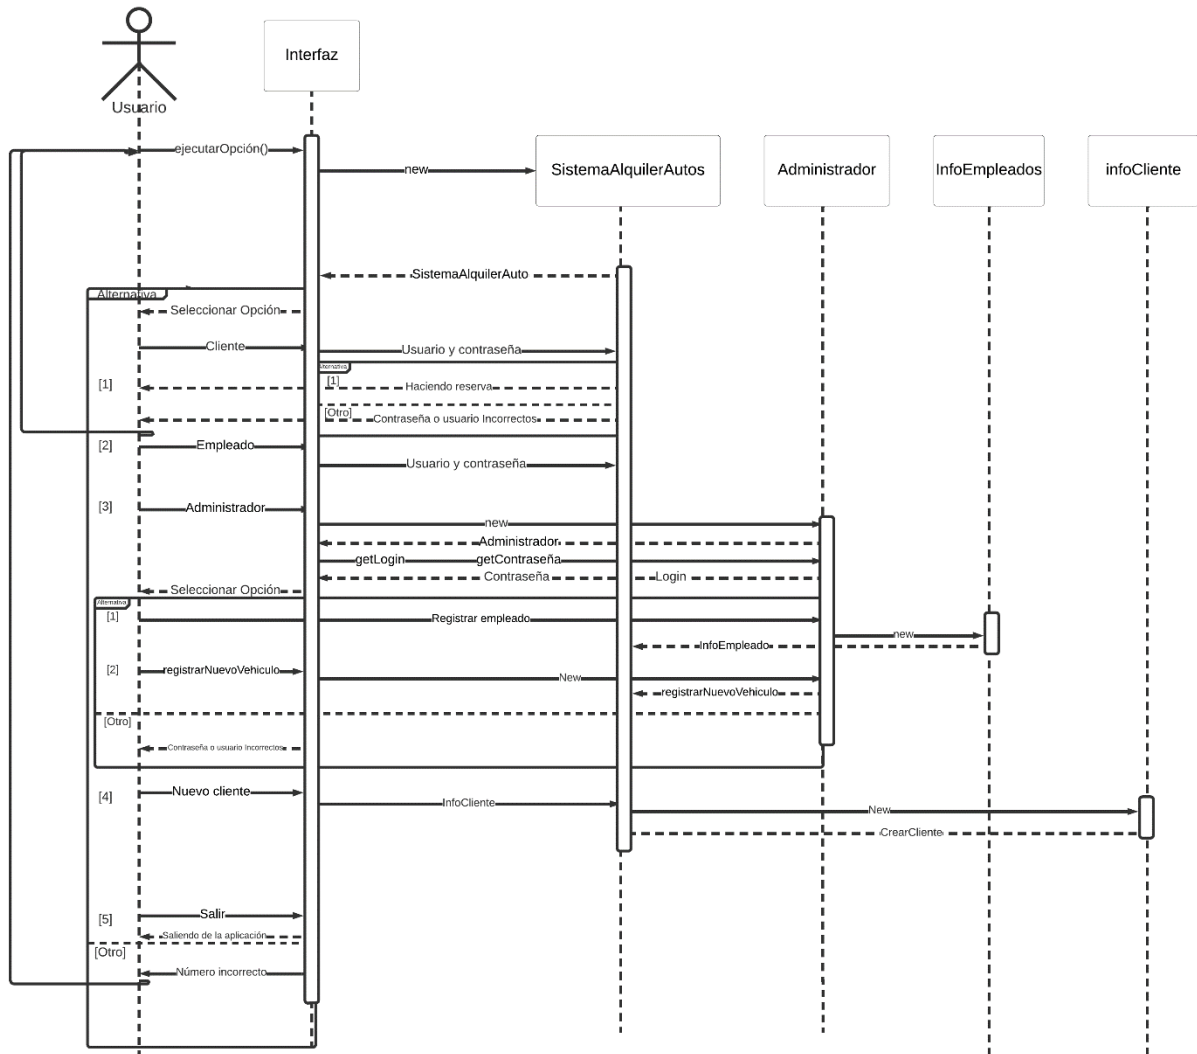 Usuario
Interfaz
ejecutarOpción()
new
SistemaAlquilerAutos
Administrador
InfoEmpleados
infoCliente
SistemaAlquilerAuto
Alternativa
Seleccionar Opción
Cliente
Usuario y contraseña
Alternativa
[1]
[1]
Haciendo reserva
[Otro]
Contraseña o usuario Incorrectos
[2]
Empleado
Usuario y contraseña
[3]
Administrador
new
Administrador
getLogin
getContraseña
Contraseña
Login
Seleccionar Opción
Alternativa
[1]
Registrar empleado
new
InfoEmpleado
[2]
registrarNuevoVehiculo
New
registrarNuevoVehiculo
[Otro]
Contraseña o usuario Incorrectos
[4]
Nuevo cliente
InfoCliente
New
CrearCliente
[5]
Salir
Saliendo de la aplicación
[Otro]
Número incorrecto